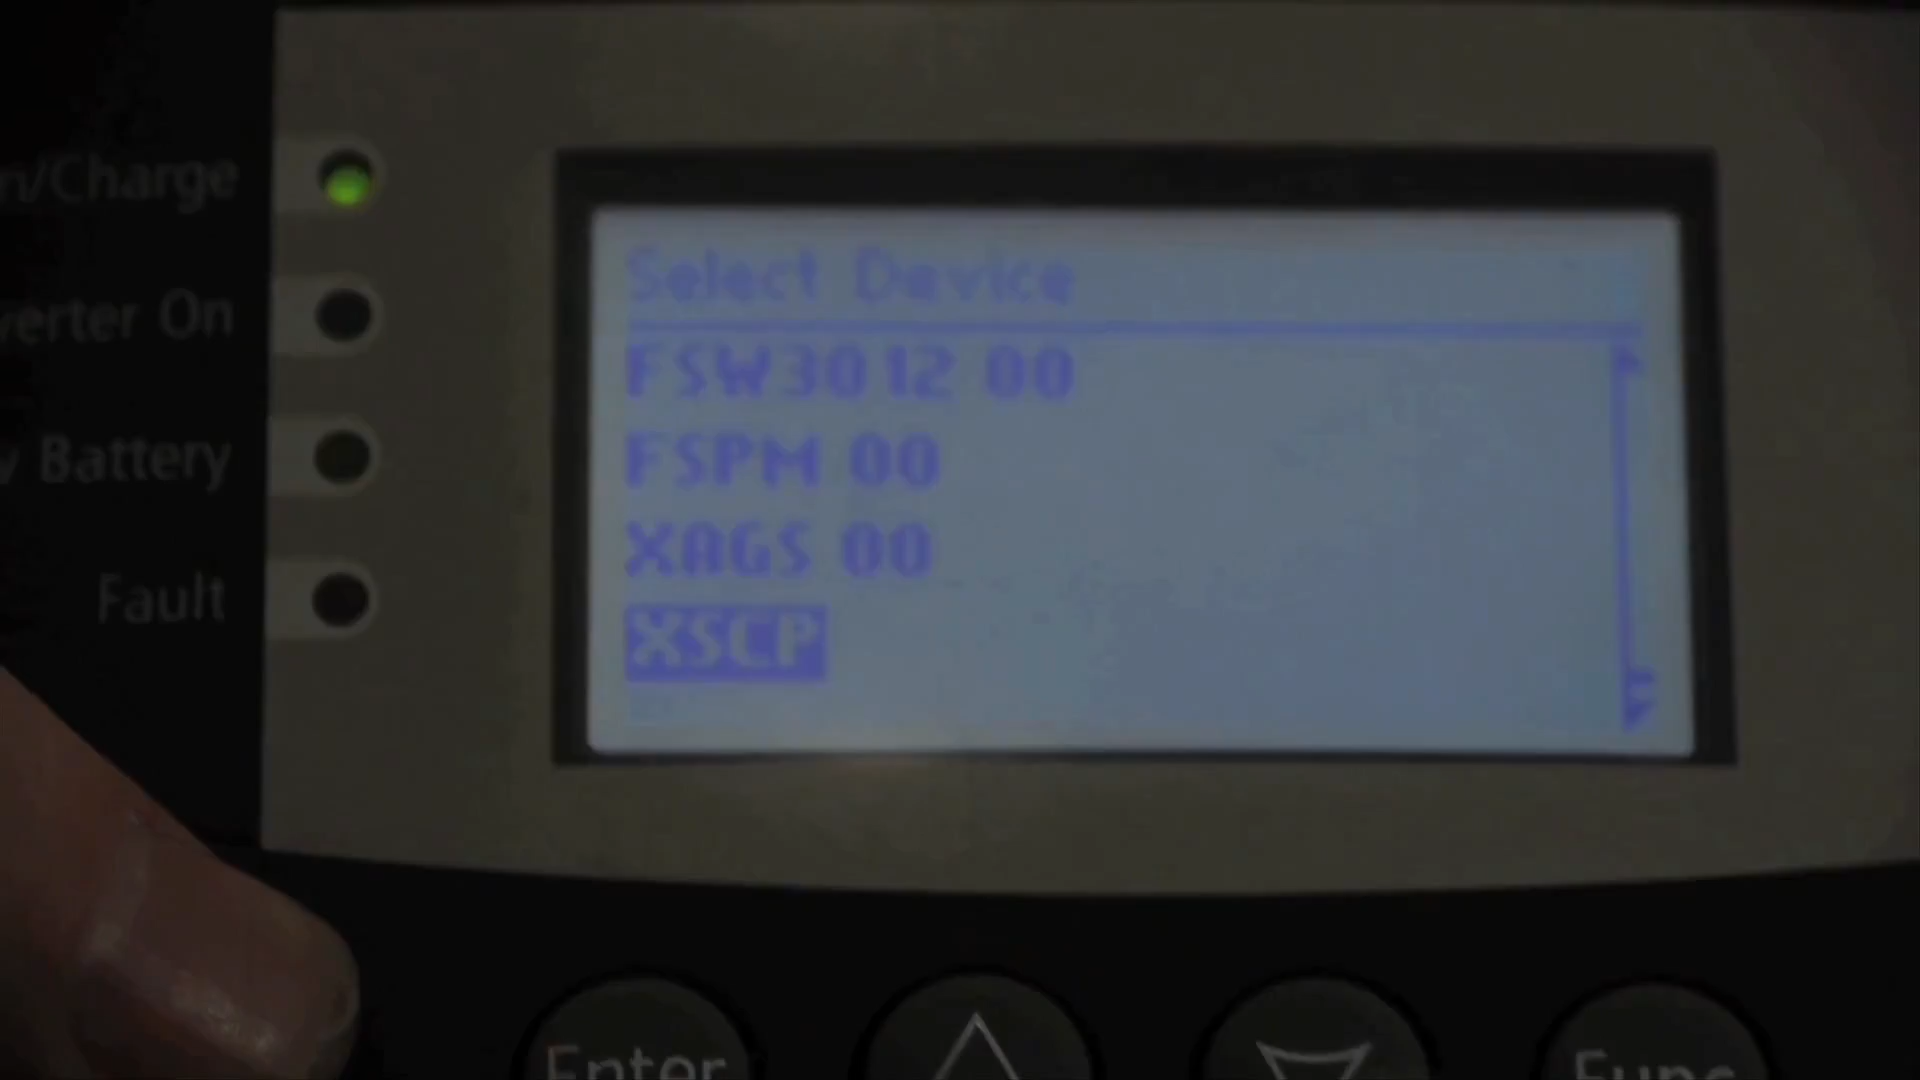 n/Charge
verter On
Battery
Fault
Select Device
FSW3012 00
FSPM 00
XAGS 00
XSCP
Enter
Func